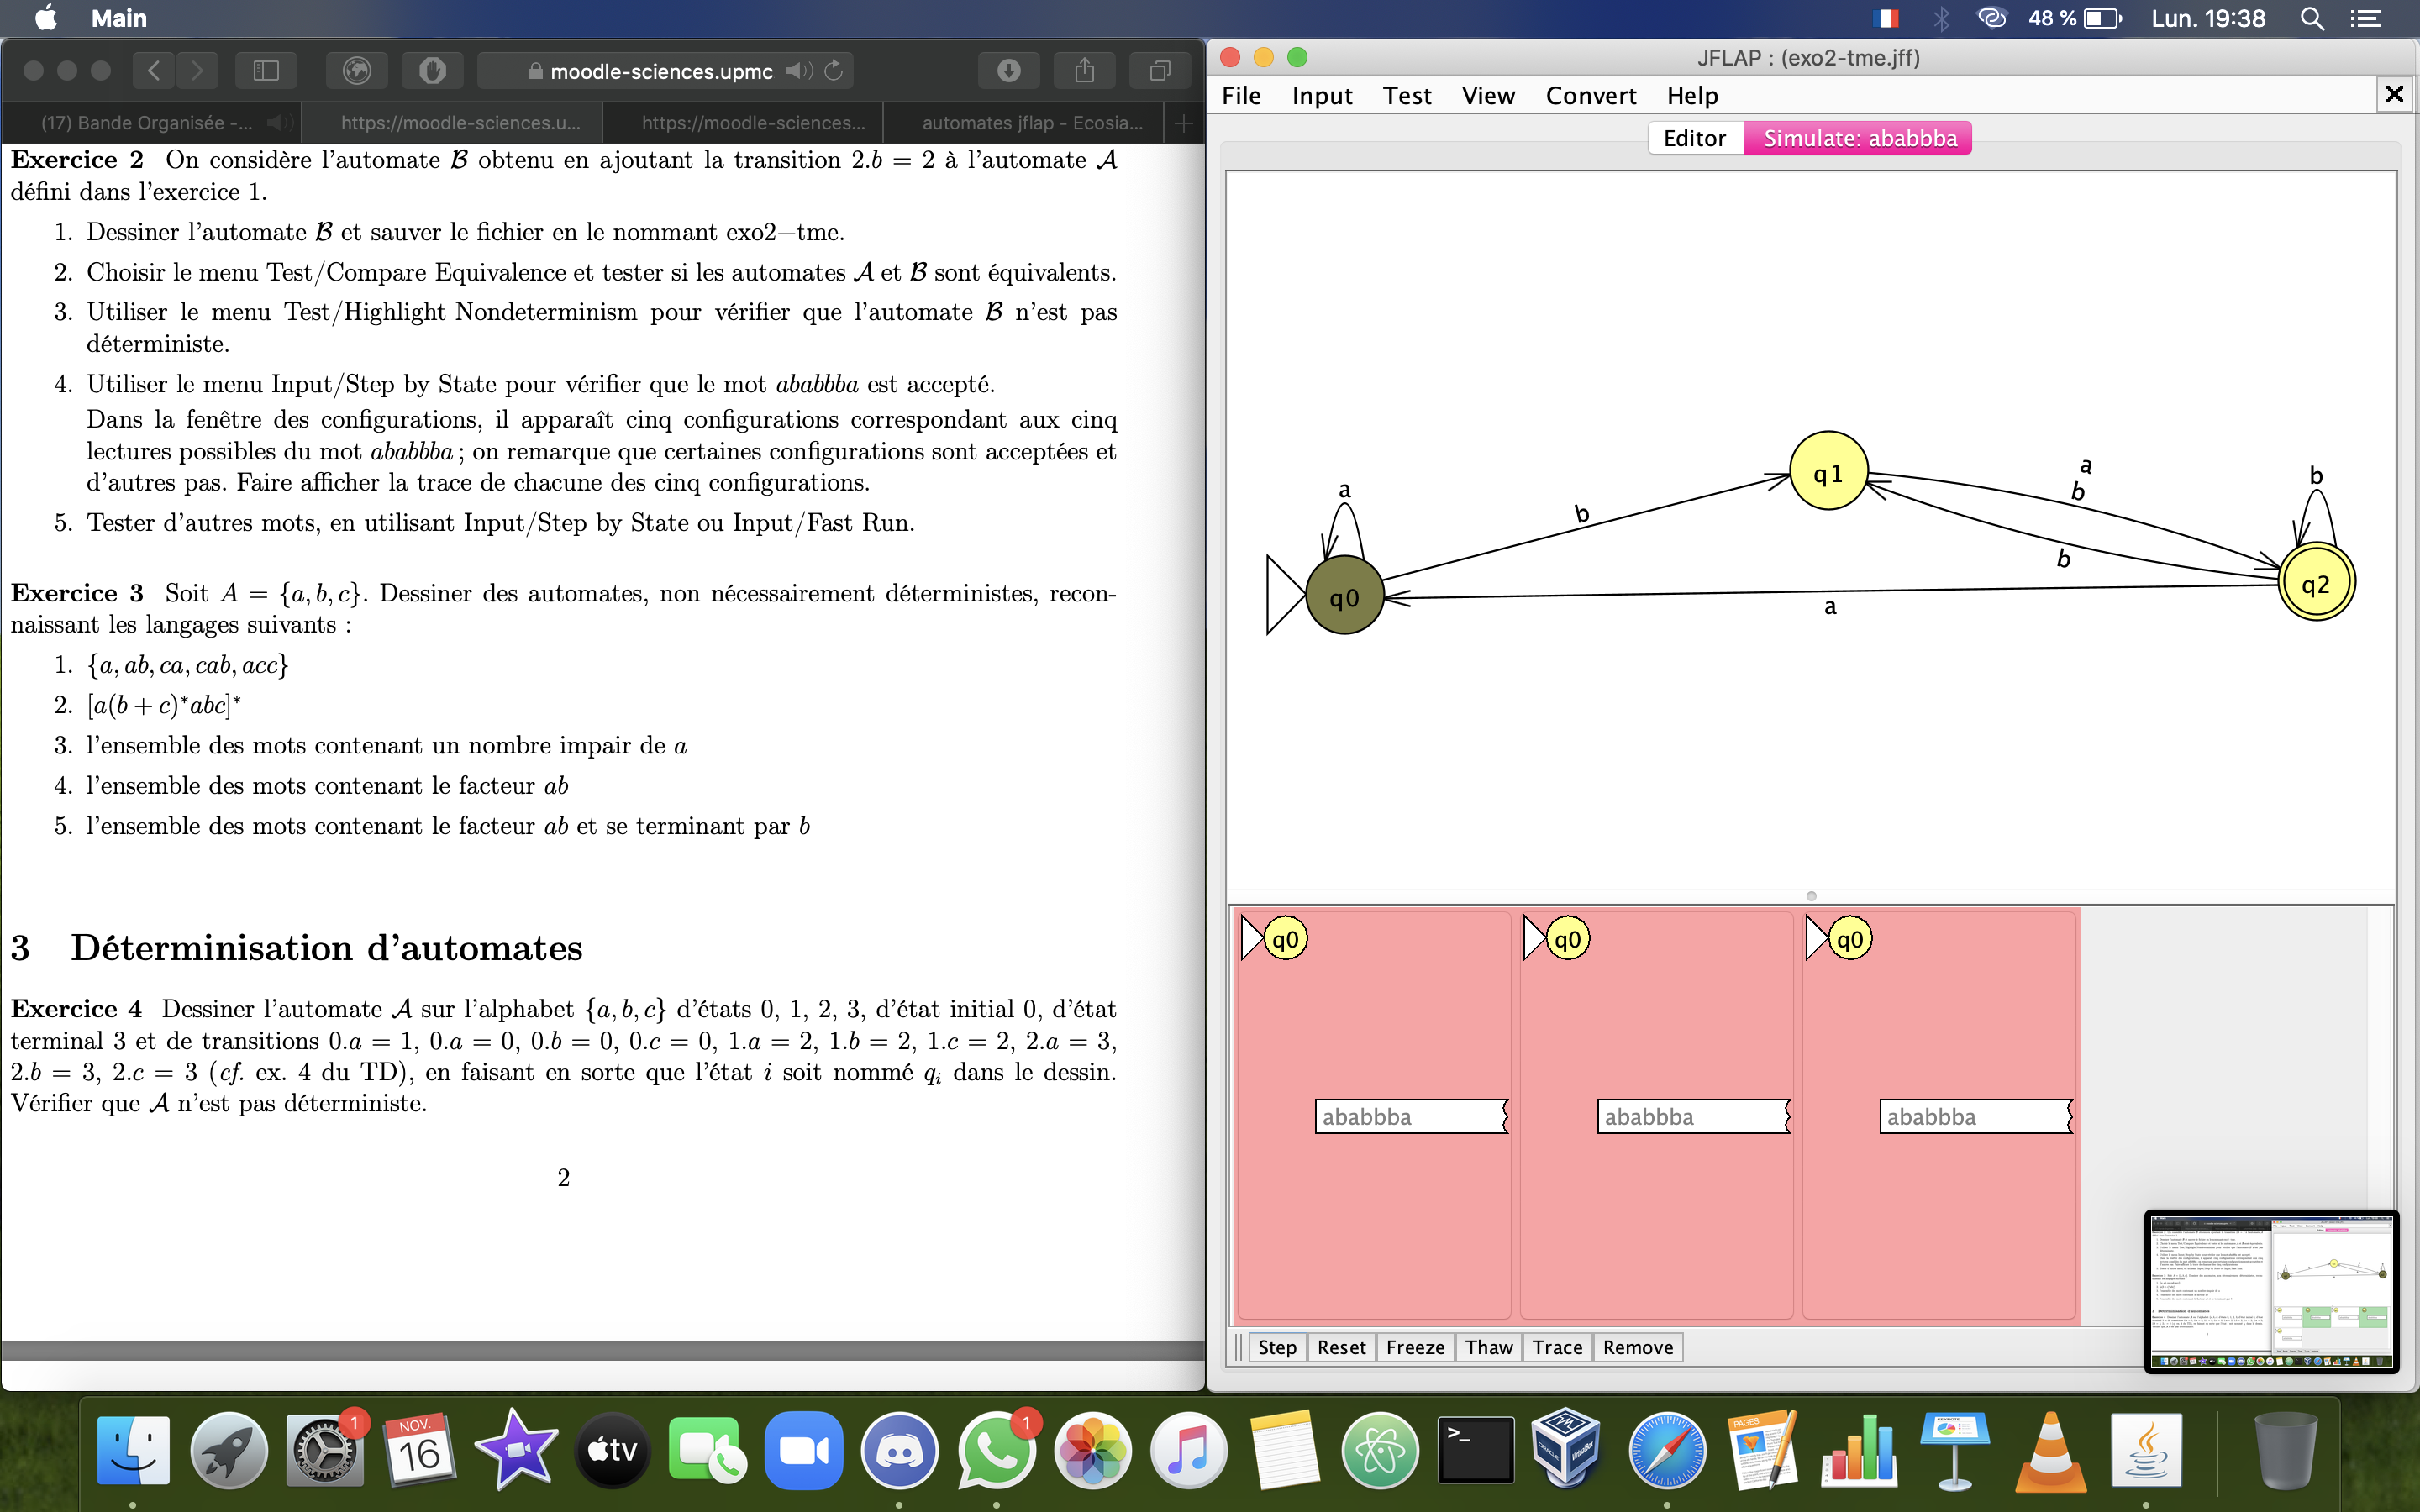 Main
48 %
Lun. 19:38
moodle-sciences.upmc
(17) Bande Organisée -...
https://moodle-sciences.u...
https://moodle-sciences...
automates jflap - Ecosia...
Exercice 2 On considère l'automate ℬ obtenu en ajoutant la transition 2.b = 2 à l'automate 𝒜
défini dans l'exercice 1.
1. Dessiner l'automate ℬ et sauver le fichier en le nommant exo2−tme.
2. Choisir le menu Test/Compare Equivalence et tester si les automates 𝒜 et ℬ sont équivalents.
3. Utiliser le menu Test/Highlight Nondeterminism pour vérifier que l'automate ℬ n'est pas
déterministe.
4. Utiliser le menu Input/Step by State pour vérifier que le mot ababbba est accepté.
Dans la fenêtre des configurations, il apparaît cinq configurations correspondant aux cinq
lectures possibles du mot ababbba ; on remarque que certaines configurations sont acceptées et
d'autres pas. Faire afficher la trace de chacune des cinq configurations.
5. Tester d'autres mots, en utilisant Input/Step by State ou Input/Fast Run.
Exercice 3 Soit A = {a, b, c}. Dessiner des automates, non nécessairement déterministes, recon-
naissant les langages suivants :
1. {a, ab, ca, cab, acc}
2. [a(b + c)*abc]*
3. l'ensemble des mots contenant un nombre impair de a
4. l'ensemble des mots contenant le facteur ab
5. l'ensemble des mots contenant le facteur ab et se terminant par b
3 Déterminisation d'automates
Exercice 4 Dessiner l'automate 𝒜 sur l'alphabet {a, b, c} d'états 0, 1, 2, 3, d'état initial 0, d'état
terminal 3 et de transitions 0.a = 1, 0.a = 0, 0.b = 0, 0.c = 0, 1.a = 2, 1.b = 2, 1.c = 2, 2.a = 3,
2.b = 3, 2.c = 3 (cf. ex. 4 du TD), en faisant en sorte que l'état i soit nommé qᵢ dans le dessin.
Vérifier que 𝒜 n'est pas déterministe.
2
JFLAP : (exo2-tme.jff)
File Input Test View Convert Help
Editor
Simulate: ababbba
a
b
q1
a
b
b
b
q0
a
q2
q0
q0
q0
ababbba
ababbba
ababbba
Step Reset Freeze Thaw Trace Remove
1
NOV.
16
tv
1
>_
ORACLE
VirtualBox
PAGES
KEYNOTE